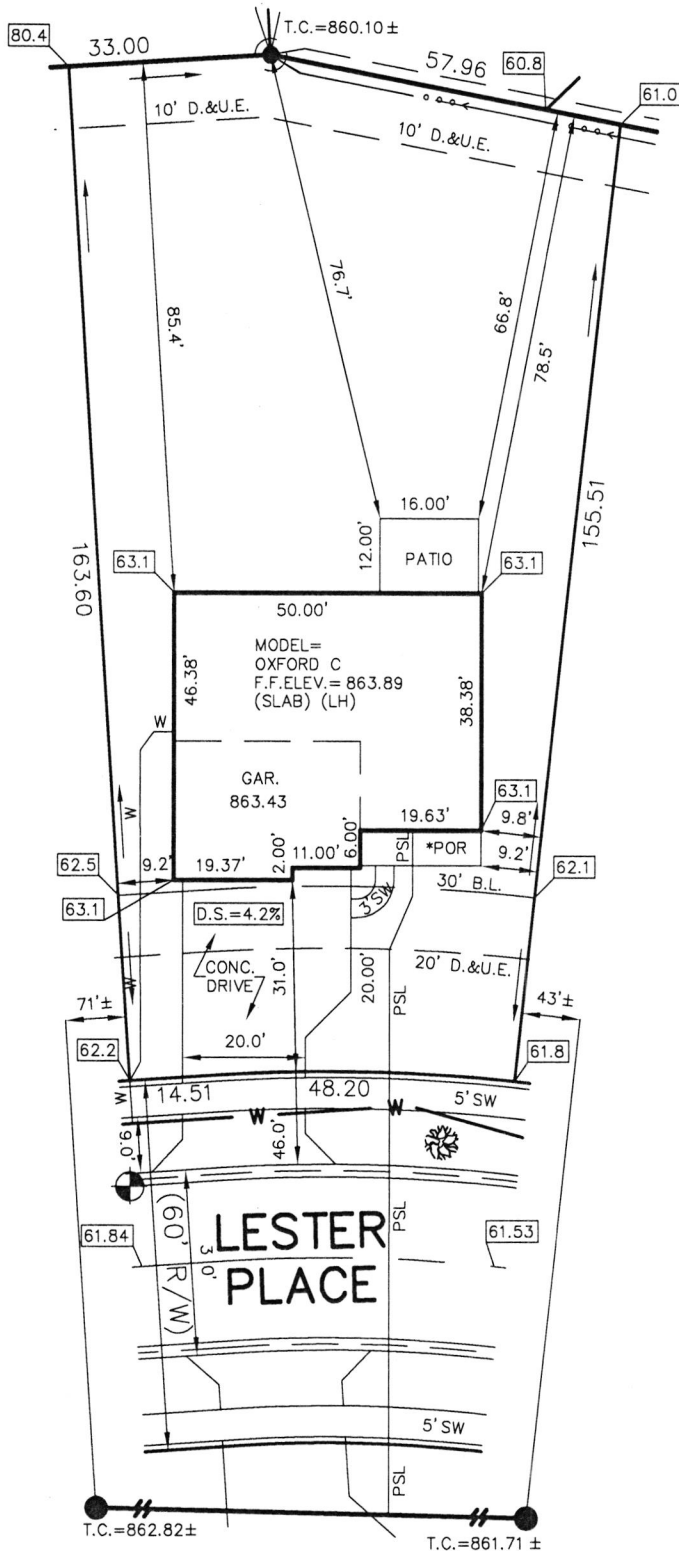 T.C.=860.10 ±
80.4
33.00
57.96
60.8
61.0
10' D.&U.E.
10' D.&U.E.
76.7'
66.8'
78.5'
85.4'
163.60
155.51
16.00'
12.00'
PATIO
63.1
63.1
50.00'
MODEL=
OXFORD C
F.F.ELEV.= 863.89
(SLAB) (LH)
46.38'
38.38'
W
GAR.
863.43
19.63'
63.1
W
9.8'
PSL
*POR
6.00'
11.00'
2.00'
19.37'
9.2'
9.2'
62.5
62.1
63.1
3'SW
30' B.L.
D.S.=4.2%
CONC.
DRIVE
31.0'
20.00'
20' D.&U.E.
W
PSL
71'±
43'±
20.0'
62.2
61.8
14.51
48.20
5' SW
W
W
W
9.0'
46.0'
LESTER
PLACE
(60' R/W)
3.0'
PSL
61.84
61.53
5' SW
PSL
T.C.=862.82±
T.C.=861.71 ±